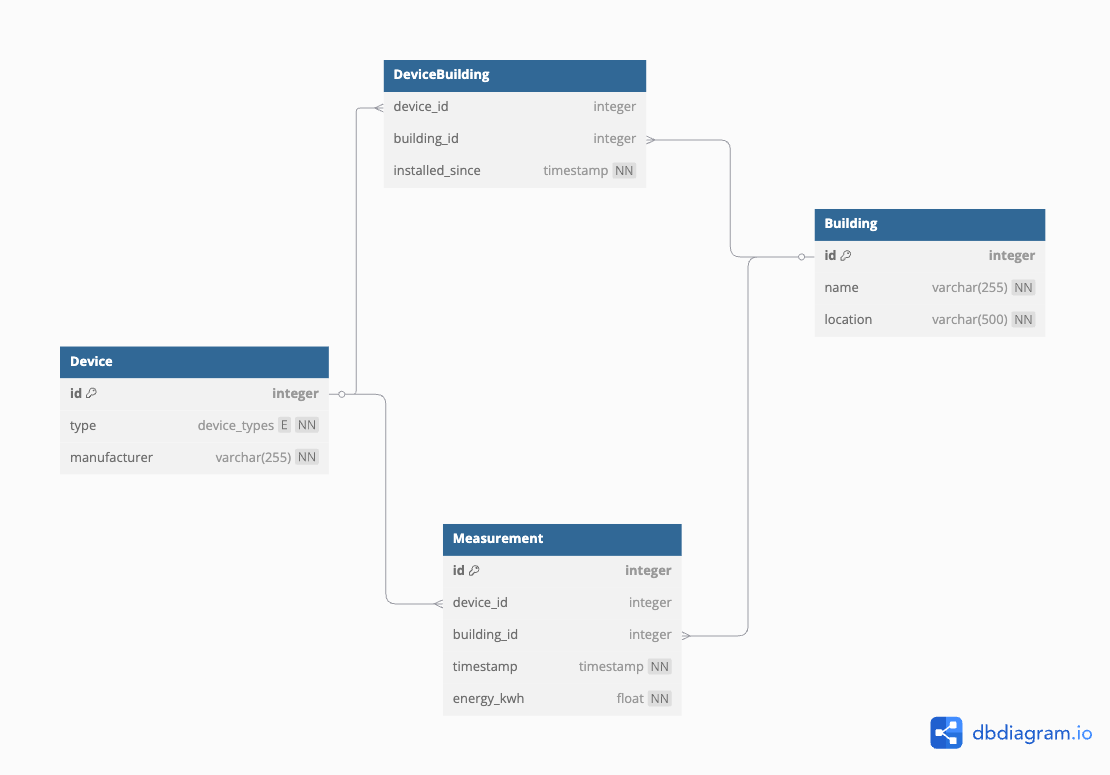 DeviceBuilding
device_id integer
building_id integer
installed_since timestamp NN
Building
id integer
name varchar(255) NN
location varchar(500) NN
Device
id integer
type device_types E NN
manufacturer varchar(255) NN
Measurement
id integer
device_id integer
building_id integer
timestamp timestamp NN
energy_kwh float NN
dbdiagram.io